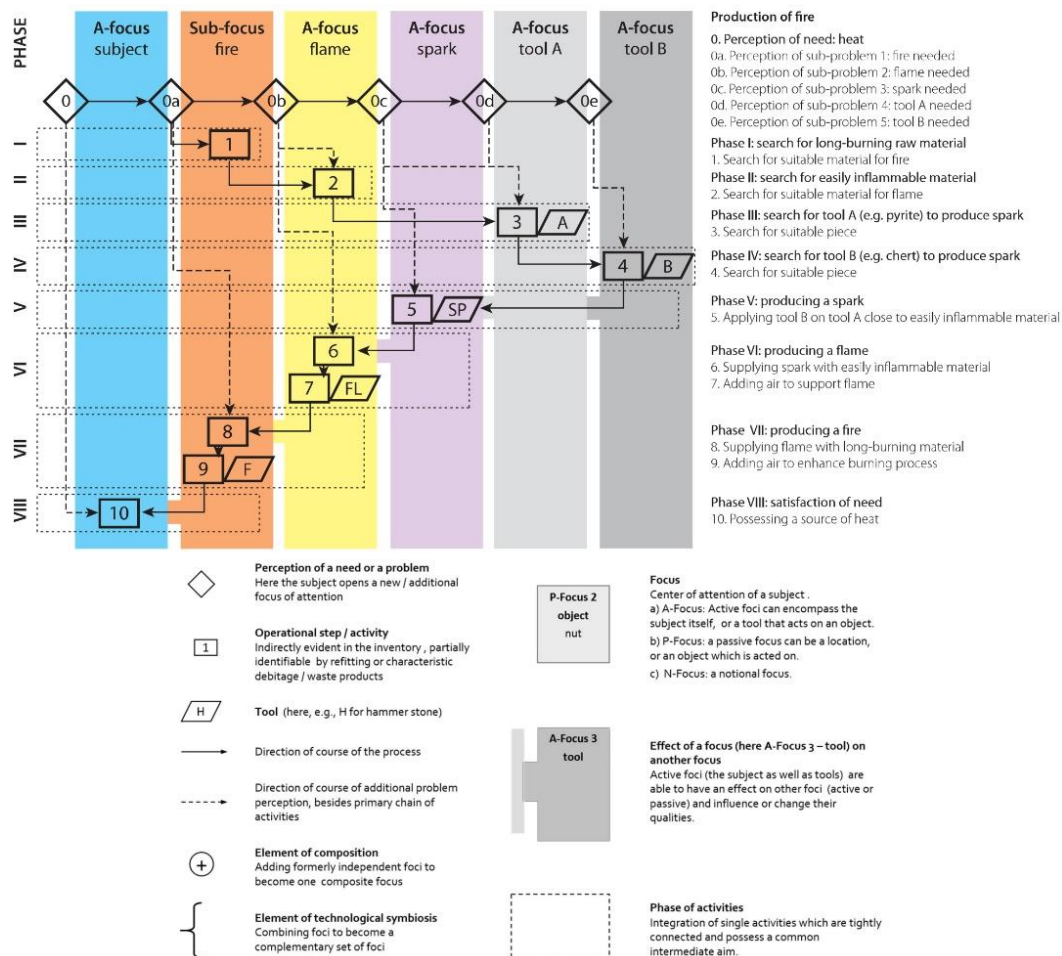 PHASE
A-focus
subject
Sub-focus
fire
A-focus
flame
A-focus
spark
A-focus
tool A
A-focus
tool B
0
0a
0b
0c
0d
0e
I
1
II
2
III
3
A
IV
4
B
V
5
SP
VI
6
7
FL
VII
8
9
F
VIII
10
Production of fire
0. Perception of need: heat
0a. Perception of sub-problem 1: fire needed
0b. Perception of sub-problem 2: flame needed
0c. Perception of sub-problem 3: spark needed
0d. Perception of sub-problem 4: tool A needed
0e. Perception of sub-problem 5: tool B needed
Phase I: search for long-burning raw material
1. Search for suitable material for fire
Phase II: search for easily inflammable material
2. Search for suitable material for flame
Phase III: search for tool A (e.g. pyrite) to produce spark
3. Search for suitable piece
Phase IV: search for tool B (e.g. chert) to produce spark
4. Search for suitable piece
Phase V: producing a spark
5. Applying tool B on tool A close to easily inflammable material
Phase VI: producing a flame
6. Supplying spark with easily inflammable material
7. Adding air to support flame
Phase VII: producing a fire
8. Supplying flame with long-burning material
9. Adding air to enhance burning process
Phase VIII: satisfaction of need
10. Possessing a source of heat
Perception of a need or a problem
Here the subject opens a new / additional
focus of attention
1
Operational step / activity
Indirectly evident in the inventory , partially
identifiable by refitting or characteristic
debitage / waste products
H
Tool (here, e.g., H for hammer stone)
Direction of course of the process
Direction of course of additional problem
perception, besides primary chain of
activities
+
Element of composition
Adding formerly independent foci to
become one composite focus
Element of technological symbiosis
Combining foci to become a
complementary set of foci
P-Focus 2
object
nut
Focus
Center of attention of a subject .
a) A-Focus: Active foci can encompass the
subject itself, or a tool that acts on an object.
b) P-Focus: a passive focus can be a location,
or an object which is acted on.
c) N-Focus: a notional focus.
A-Focus 3
tool
Effect of a focus (here A-Focus 3 – tool) on
another focus
Active foci (the subject as well as tools) are
able to have an effect on other foci (active or
passive) and influence or change their
qualities.
Phase of activities
Integration of single activities which are tightly
connected and possess a common
intermediate aim.